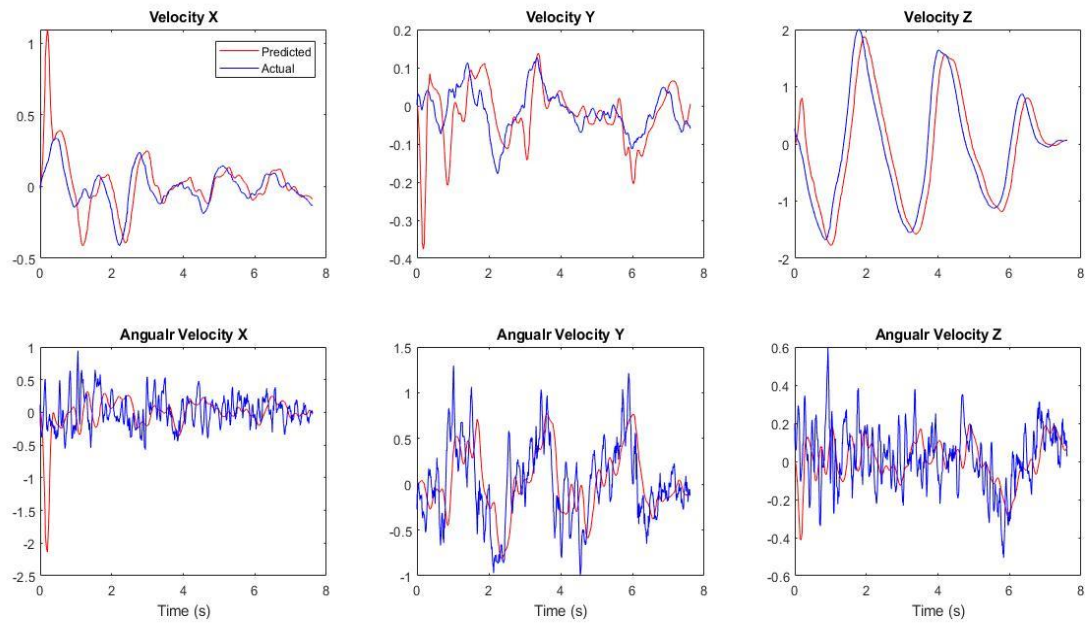 Velocity X
Velocity Y
Velocity Z
1
0.5
0
-0.5
0 2 4 6 8
Predicted
Actual
0.2
0.1
0
-0.1
-0.2
-0.3
-0.4
0 2 4 6 8
2
1
0
-1
-2
0 2 4 6 8
Angualr Velocity X
Angualr Velocity Y
Angualr Velocity Z
1
0.5
0
-0.5
-1
-1.5
-2
-2.5
0 2 4 6 8
Time (s)
1.5
1
0.5
0
-0.5
-1
0 2 4 6 8
Time (s)
0.6
0.4
0.2
0
-0.2
-0.4
-0.6
0 2 4 6 8
Time (s)